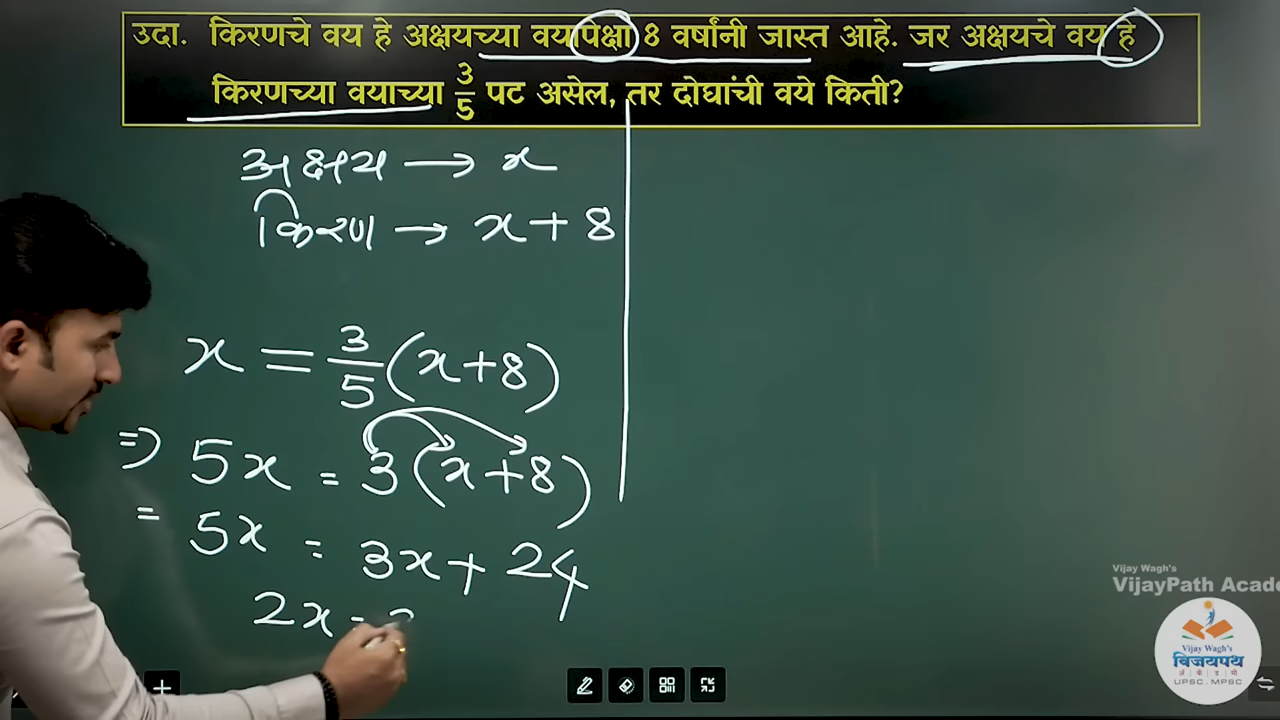 उदा. किरणचे वय हे अक्षयच्या वयापेक्षा 8 वर्षांनी जास्त आहे. जर अक्षयचे वय हे
किरणच्या वयाच्या 3/5 पट असेल, तर दोघांची वये किती?
अक्षय → x
किरण → x + 8
x = 3/5 (x+8)
⇒ 5x = 3(x+8)
= 5x = 3x + 24
2x =
Vijay Wagh's
VijayPath Acade
Vijay Wagh's
विजयपथ
UPSC . MPSC